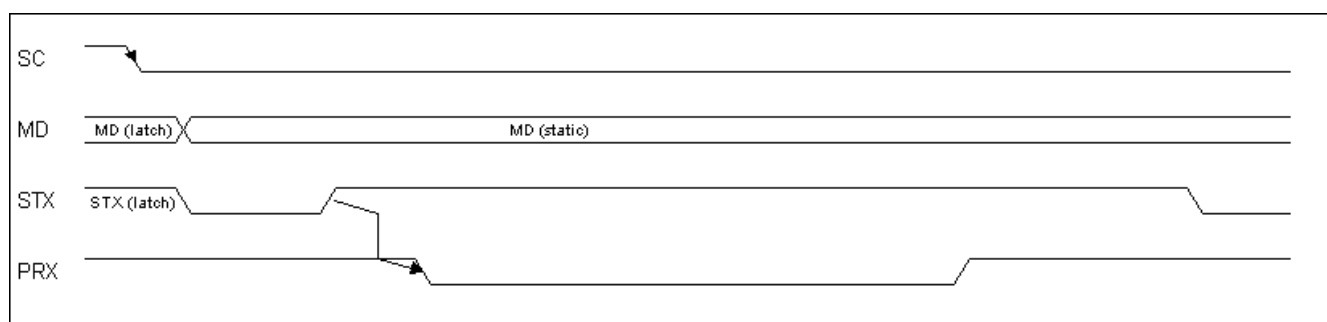 SC
MD MD (latch) MD (static)
STX STX (latch)
PRX